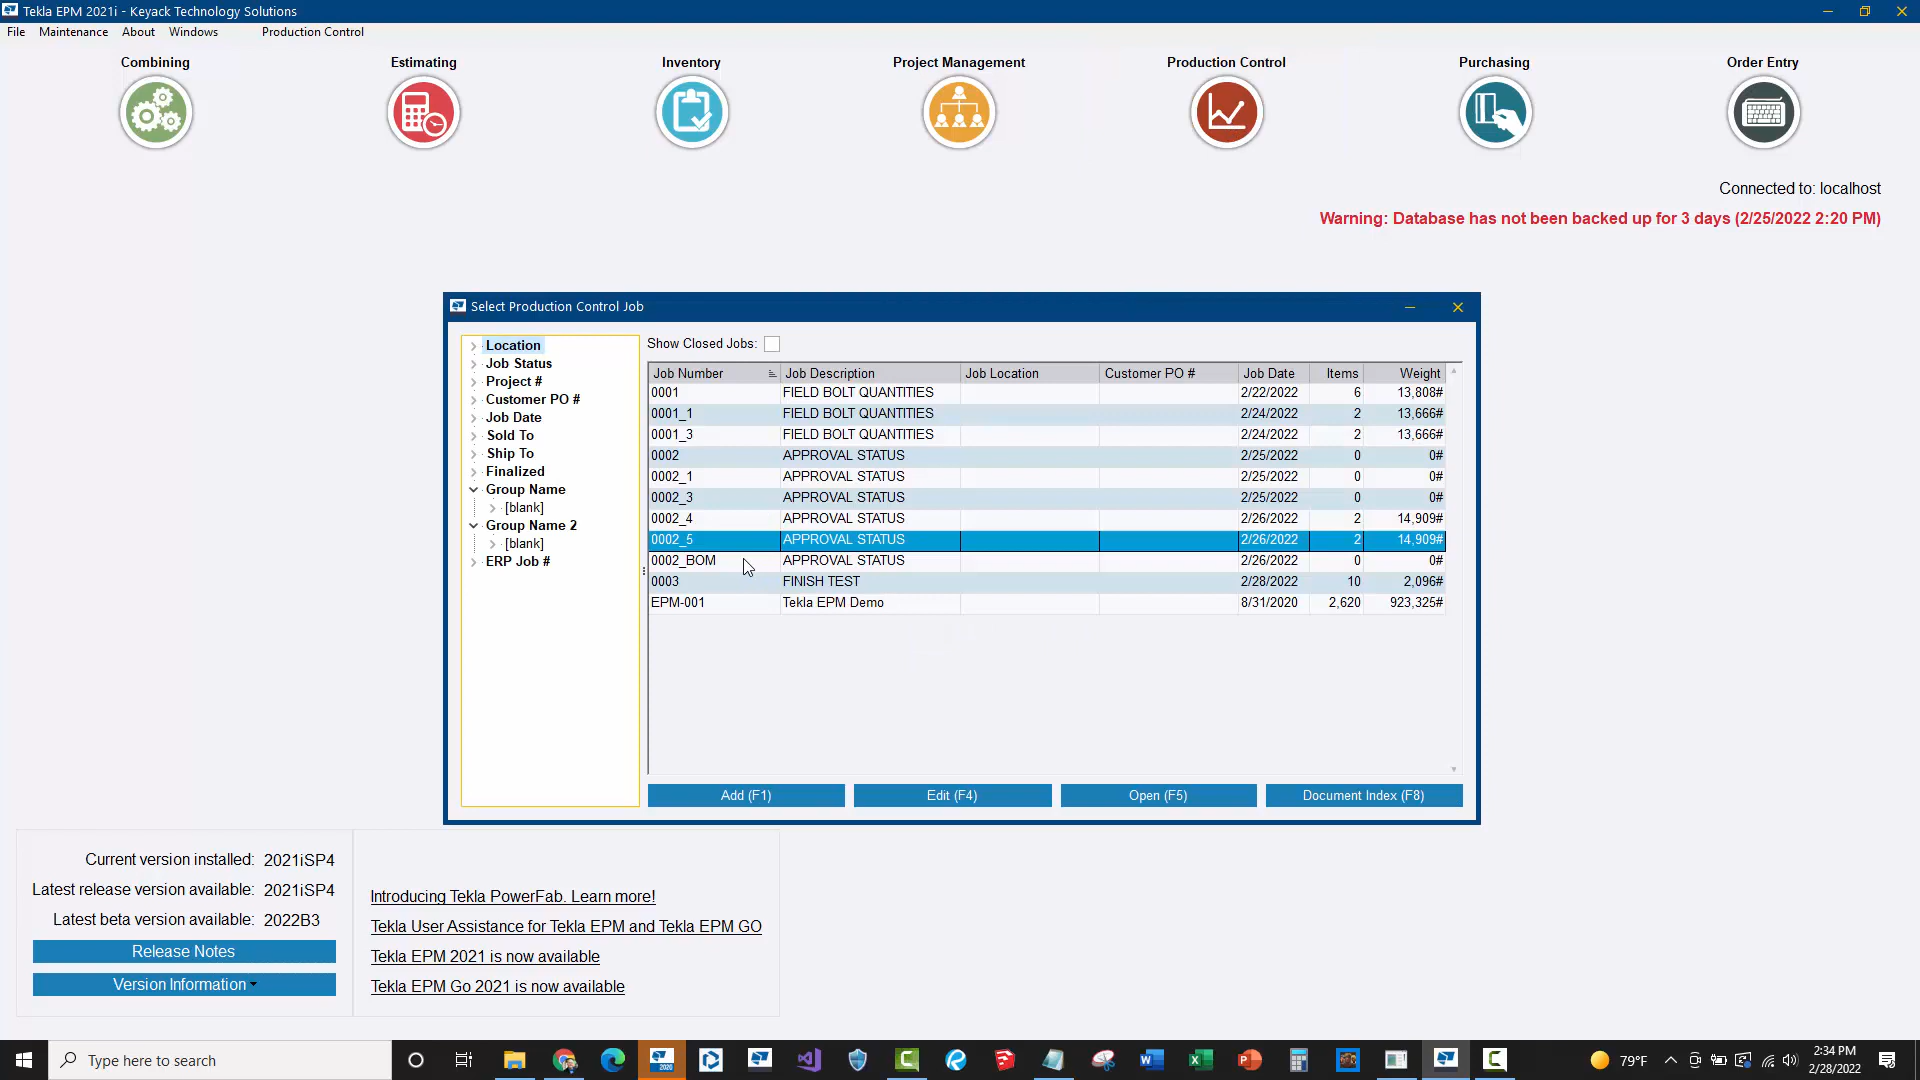 Tekla EPM 2021i - Keyack Technology Solutions
File Maintenance About Windows Production Control
Combining Estimating Inventory Project Management Production Control Purchasing Order Entry
Connected to: localhost
Warning: Database has not been backed up for 3 days (2/25/2022 2:20 PM)
Select Production Control Job
Location
Job Status
Project #
Customer PO #
Job Date
Sold To
Ship To
Finalized
Group Name
[blank]
Group Name 2
[blank]
ERP Job #
Show Closed Jobs:
Job Number Job Description Job Location Customer PO # Job Date Items Weight
0001 FIELD BOLT QUANTITIES 2/22/2022 6 13,808#
0001_1 FIELD BOLT QUANTITIES 2/24/2022 2 13,666#
0001_3 FIELD BOLT QUANTITIES 2/24/2022 2 13,666#
0002 APPROVAL STATUS 2/25/2022 0 0#
0002_1 APPROVAL STATUS 2/25/2022 0 0#
0002_3 APPROVAL STATUS 2/25/2022 0 0#
0002_4 APPROVAL STATUS 2/26/2022 2 14,909#
0002_5 APPROVAL STATUS 2/26/2022 2 14,909#
0002_BOM APPROVAL STATUS 2/26/2022 0 0#
0003 FINISH TEST 2/28/2022 10 2,096#
EPM-001 Tekla EPM Demo 8/31/2020 2,620 923,325#
Add (F1) Edit (F4) Open (F5) Document Index (F8)
Current version installed: 2021iSP4
Latest release version available: 2021iSP4
Latest beta version available: 2022B3
Release Notes
Version Information
Introducing Tekla PowerFab. Learn more!
Tekla User Assistance for Tekla EPM and Tekla EPM GO
Tekla EPM 2021 is now available
Tekla EPM Go 2021 is now available
Type here to search
2020
79°F
2:34 PM
2/28/2022